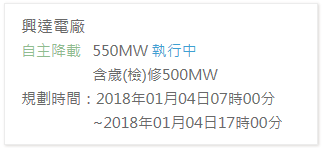 興達電廠
自主降載 550MW 執行中
含歲(檢)修500MW
規劃時間：2018年01月04日07時00分
~2018年01月04日17時00分